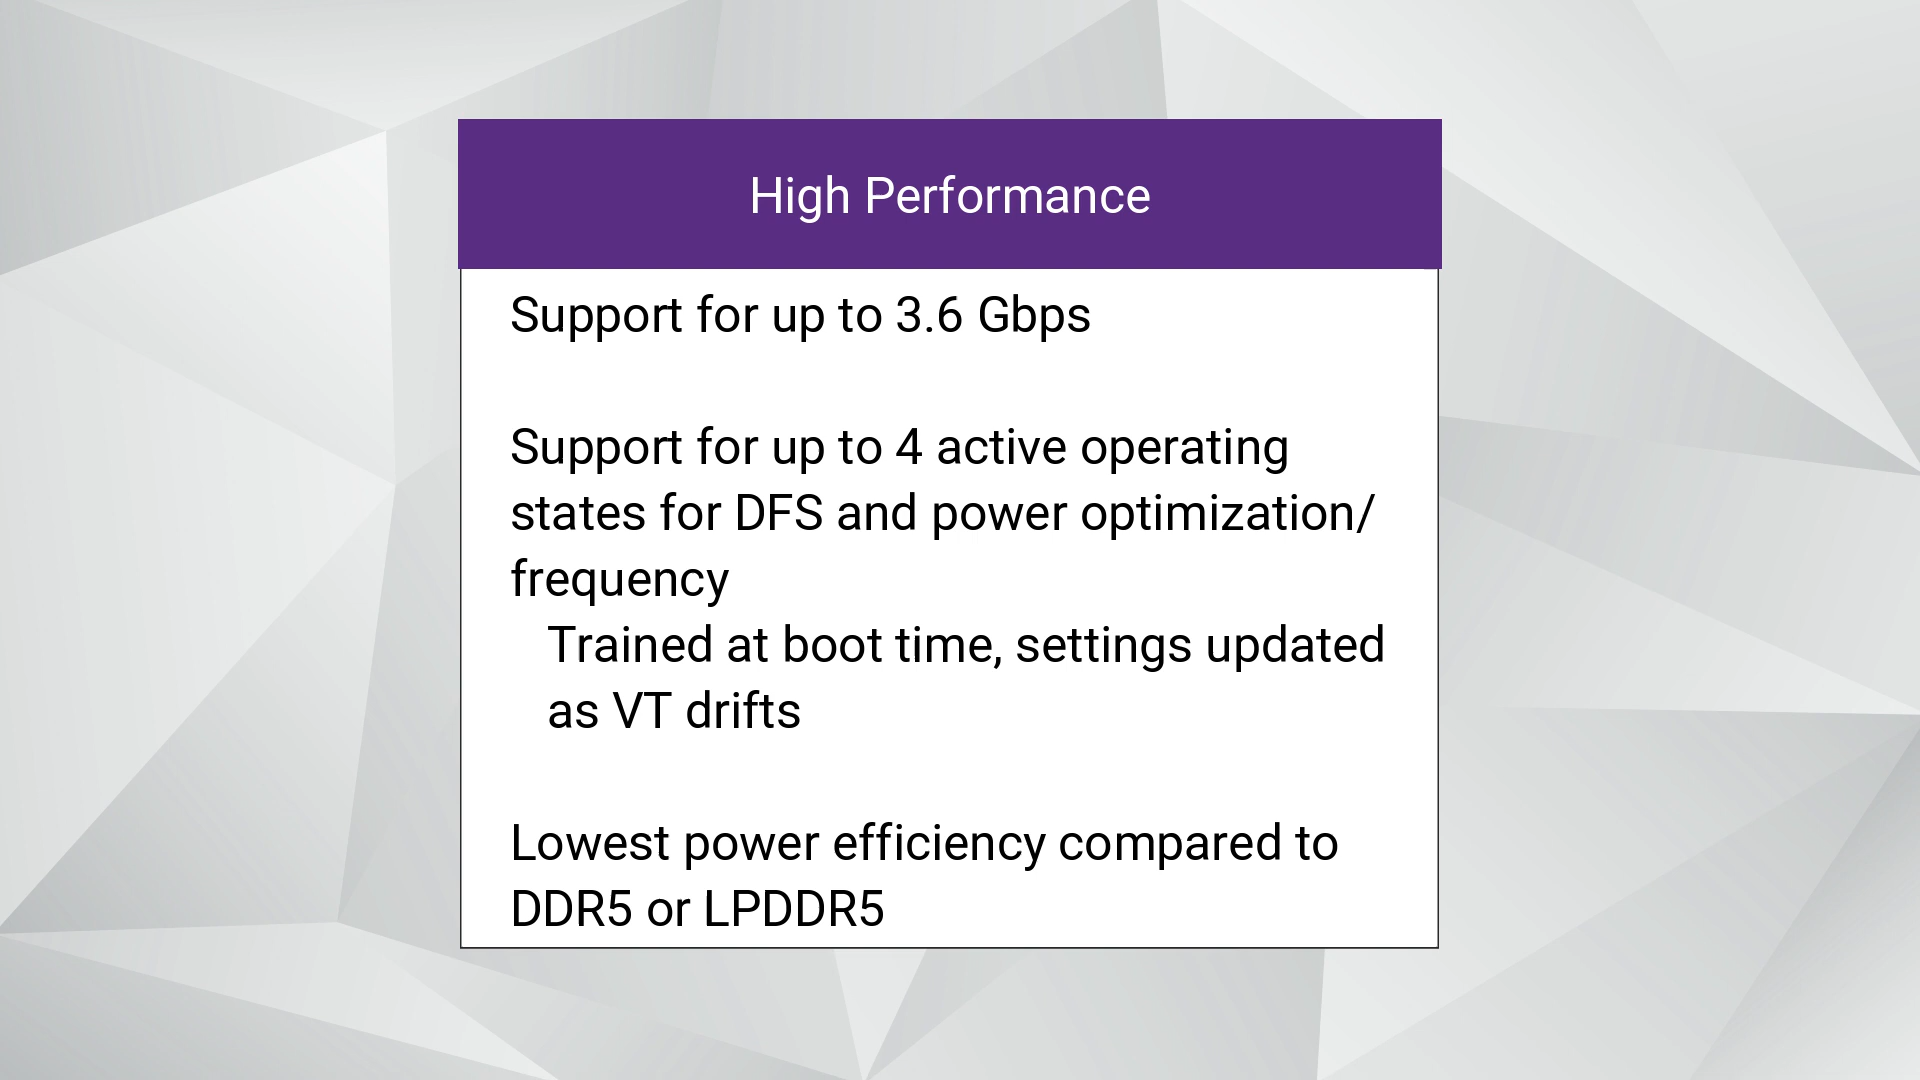 High Performance
Support for up to 3.6 Gbps
Support for up to 4 active operating
states for DFS and power optimization/
frequency
Trained at boot time, settings updated
as VT drifts
Lowest power efficiency compared to
DDR5 or LPDDR5